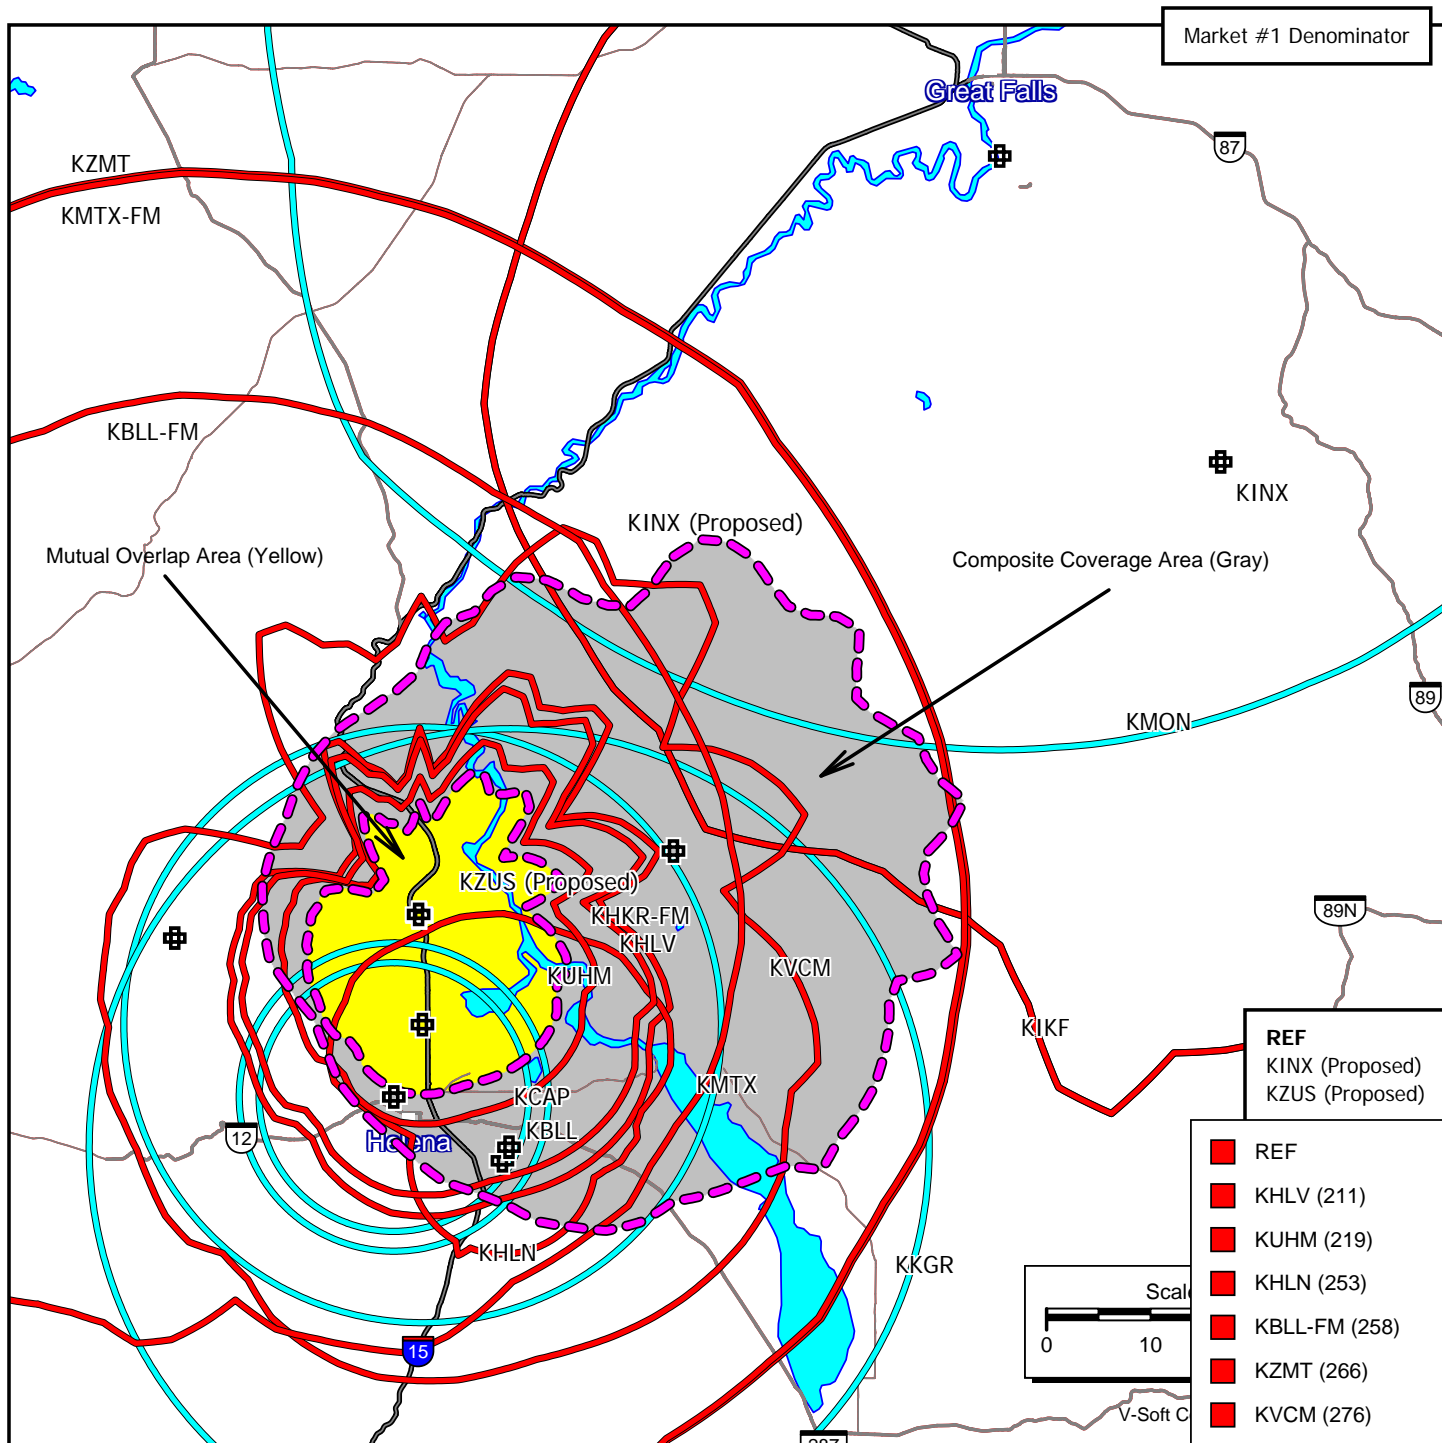 Market #1 Denominator
Great Falls
87
KZMT
KMTX-FM
KBLL-FM
KINX
KINX (Proposed)
Mutual Overlap Area (Yellow)
Composite Coverage Area (Gray)
89
KMON
KZUS (Proposed)
89N
KHKR-FM
KHLV
KUHM
KVCM
KIKF
REF
KINX (Proposed)
KZUS (Proposed)
KMTX
KCAP
KBLL
12
Helena
KHLN
KKGR
15
0
10
REF
KHLV (211)
KUHM (219)
KHLN (253)
KBLL-FM (258)
KZMT (266)
KVCM (276)